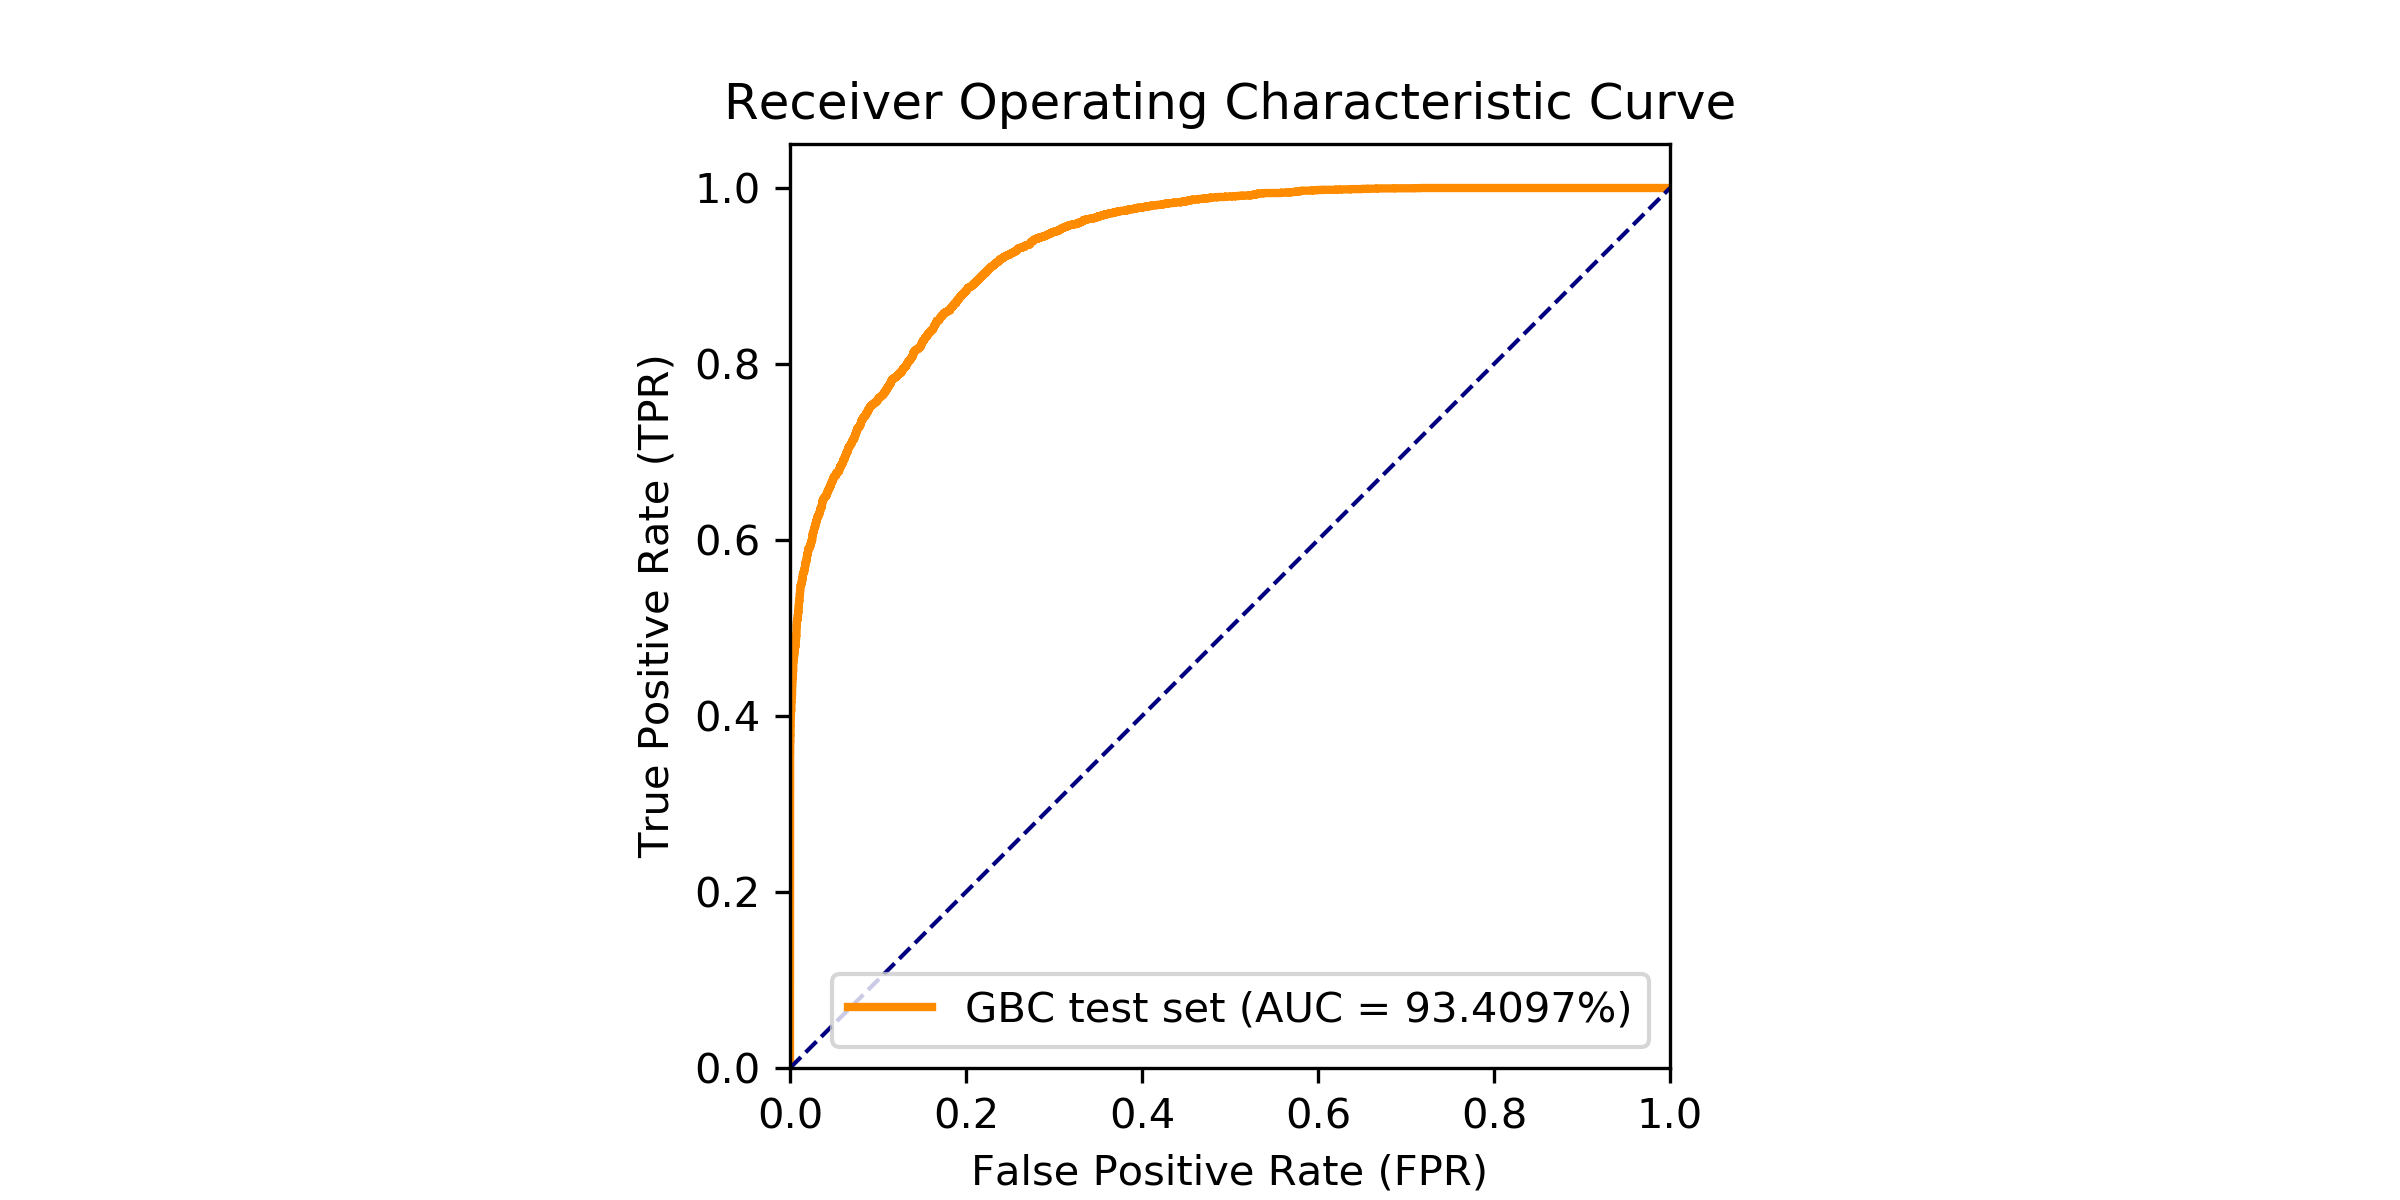 Receiver Operating Characteristic Curve
True Positive Rate (TPR)
1.0
0.8
0.6
0.4
0.2
0.0
GBC test set (AUC = 93.4097%)
0.0 0.2 0.4 0.6 0.8 1.0
False Positive Rate (FPR)